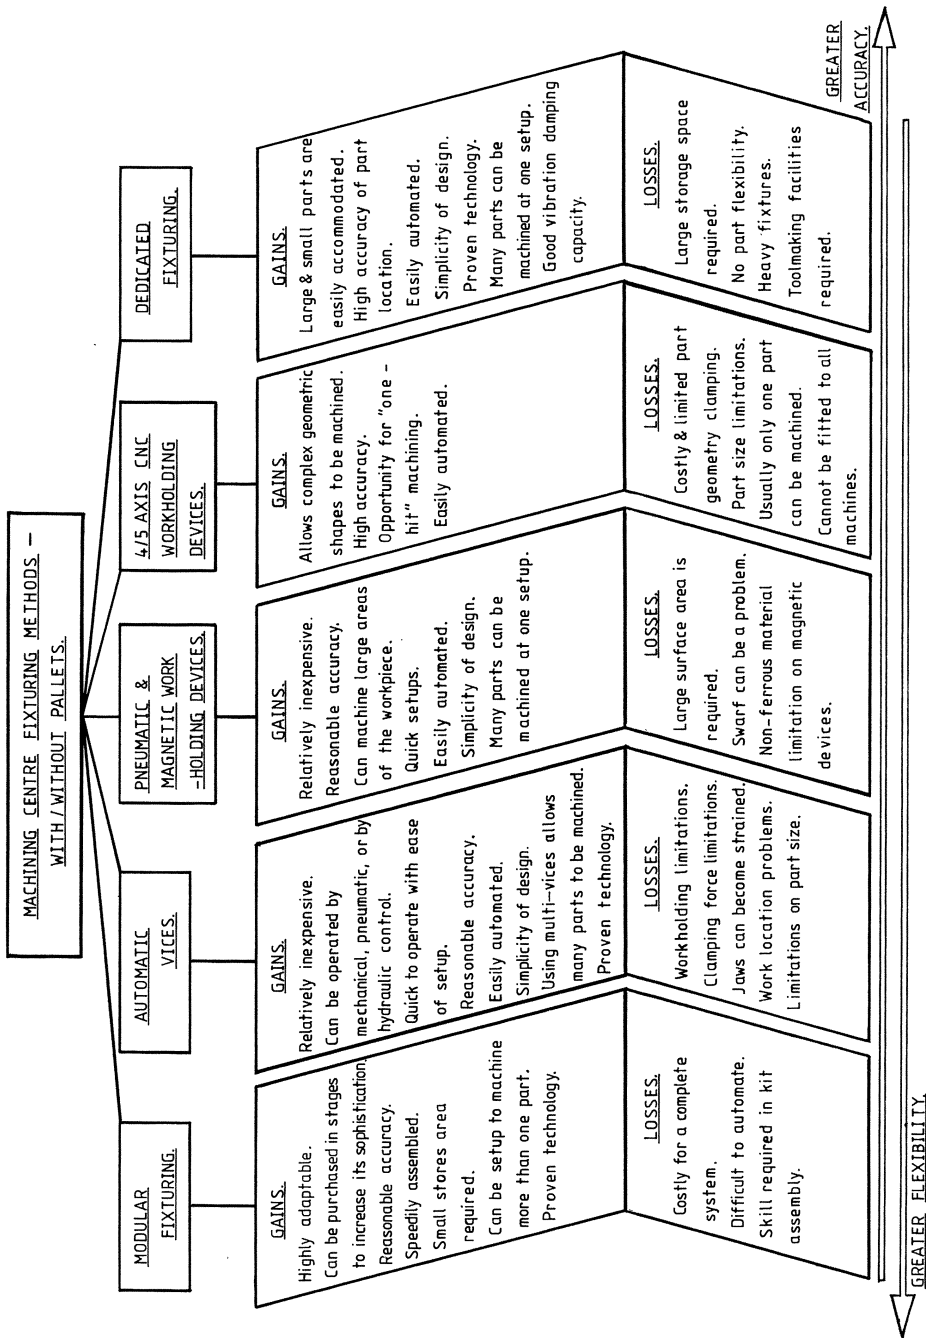 MACHINING CENTRE FIXTURING METHODS –
WITH/WITHOUT PALLETS.
MODULAR
FIXTURING.
AUTOMATIC
VICES.
PNEUMATIC &
MAGNETIC WORK
-HOLDING DEVICES.
4/5 AXIS CNC
WORKHOLDING
DEVICES.
DEDICATED
FIXTURING.
GAINS.
Highly adaptable.
Can be purchased in stages
to increase its sophistication.
Reasonable accuracy.
Speedily assembled.
Small stores area
required.
Can be setup to machine
more than one part.
Proven technology.
GAINS.
Relatively inexpensive.
Can be operated by
mechanical, pneumatic, or by
hydraulic control.
Quick to operate with ease
of setup.
Reasonable accuracy.
Easily automated.
Simplicity of design.
Using multi-vices allows
many parts to be machined.
Proven technology.
GAINS.
Relatively inexpensive.
Reasonable accuracy.
Can machine large areas
of the workpiece.
Quick setups.
Easily automated.
Simplicity of design.
Many parts can be
machined at one setup.
GAINS.
Allows complex geometric
shapes to be machined.
High accuracy.
Opportunity for "one –
hit" machining.
Easily automated.
GAINS.
Large & small parts are
easily accommodated.
High accuracy of part
location.
Easily automated.
Simplicity of design.
Proven technology.
Many parts can be
machined at one setup.
Good vibration damping
capacity.
LOSSES.
Costly for a complete
system.
Difficult to automate.
Skill required in kit
assembly.
LOSSES.
Workholding limitations.
Clamping force limitations.
Jaws can become strained.
Work location problems.
Limitations on part size.
LOSSES.
Large surface area is
required.
Swarf can be a problem.
Non-ferrous material
limitation on magnetic
devices.
LOSSES.
Costly & limited part
geometry clamping.
Part size limitations.
Usually only one part
can be machined.
Cannot be fitted to all
machines.
LOSSES.
Large storage space
required.
No part flexibility.
Heavy fixtures.
Toolmaking facilities
required.
GREATER
ACCURACY.
GREATER FLEXIBILITY.